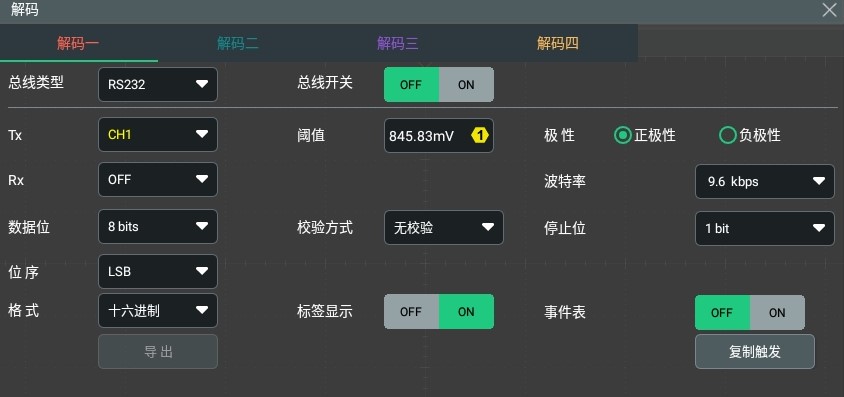 解码
解码一 解码二 解码三 解码四
总线类型 RS232 总线开关 OFF ON
Tx CH1 阈值 845.83mV 1 极 性 正极性 负极性
Rx OFF 波特率 9.6 kbps
数据位 8 bits 校验方式 无校验 停止位 1 bit
位 序 LSB
格 式 十六进制 标签显示 OFF ON 事件表 OFF ON
导 出 复制触发